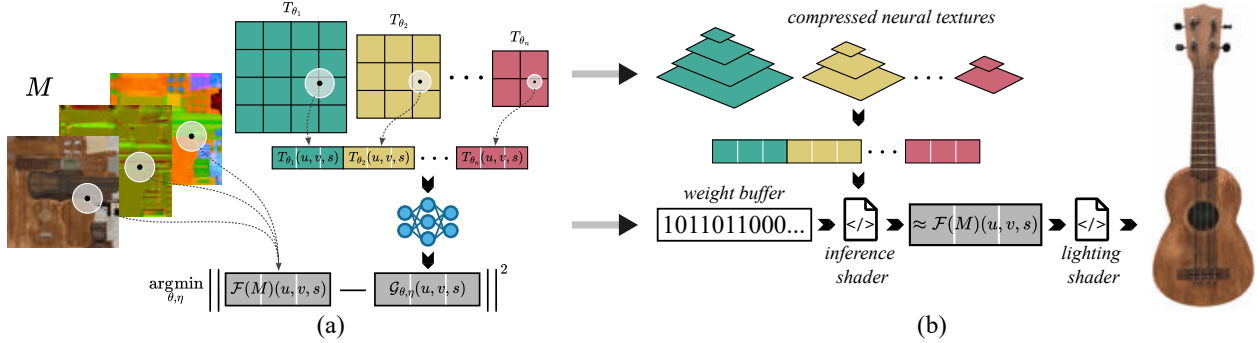 T_{θ_1}
T_{θ_2}
T_{θ_n}
compressed neural textures
M
T_{θ_1}(u, v, s) T_{θ_2}(u, v, s) ··· T_{θ_n}(u, v, s)
weight buffer
1011011000...
</>
≈ F(M)(u, v, s)
</>
inference
shader
lighting
shader
argmin
θ,η
|| F(M)(u, v, s) — G_{θ,η}(u, v, s) ||^2
(a)
(b)